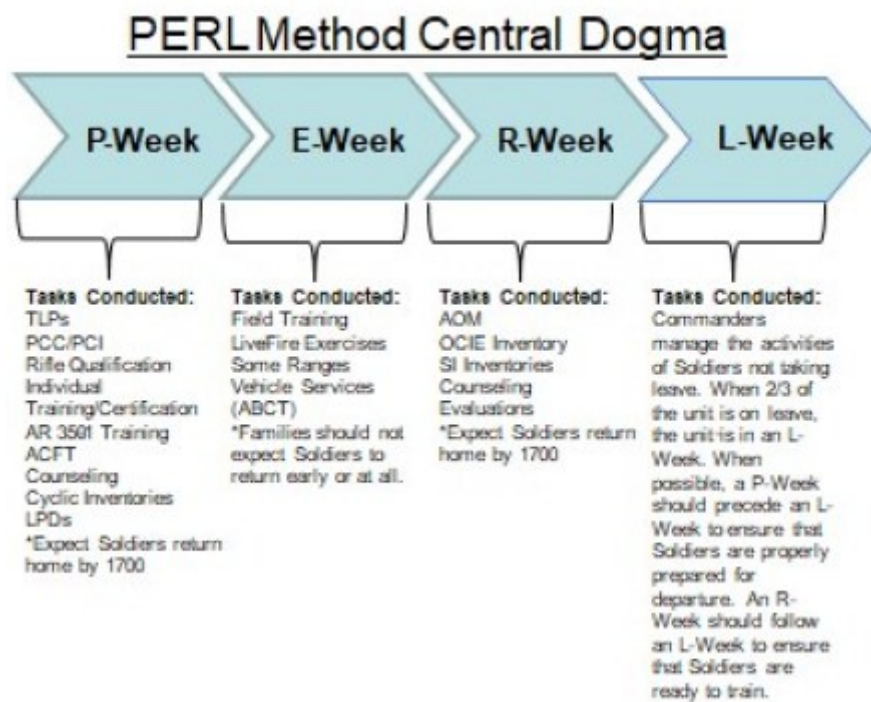 PERL Method Central Dogma
P-Week
E-Week
R-Week
L-Week
Tasks Conducted:
TLPs
PCC/PCI
Rifle Qualification
Individual
Training/Certification
AR 3501 Training
ACFT
Counseling
Cyclic Inventories
LPDs
*Expect Soldiers return
home by 1700
Tasks Conducted:
Field Training
LiveFire Exercises
Some Ranges
Vehicle Services
(ABCT)
*Families should not
expect Soldiers to
return early or at all.
Tasks Conducted:
AOM
OCIE Inventory
SI Inventories
Counseling
Evaluations
*Expect Soldiers return
home by 1700
Tasks Conducted:
Commanders
manage the activities
of Soldiers not taking
leave. When 2/3 of
the unit is on leave,
the unit is in an L-
Week. When
possible, a P-Week
should precede an L-
Week to ensure that
Soldiers are properly
prepared for
departure. An R-
Week should follow
an L-Week to ensure
that Soldiers are
ready to train.